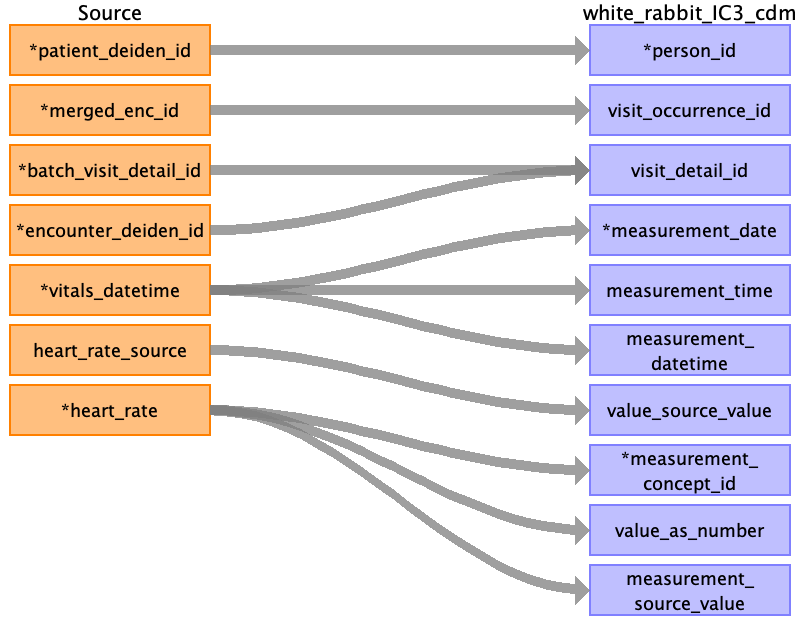 Source
white_rabbit_IC3_cdm
*patient_deiden_id
*person_id
*merged_enc_id
visit_occurrence_id
*batch_visit_detail_id
visit_detail_id
*encounter_deiden_id
*measurement_date
*vitals_datetime
measurement_time
heart_rate_source
measurement_
datetime
*heart_rate
value_source_value
*measurement_
concept_id
value_as_number
measurement_
source_value